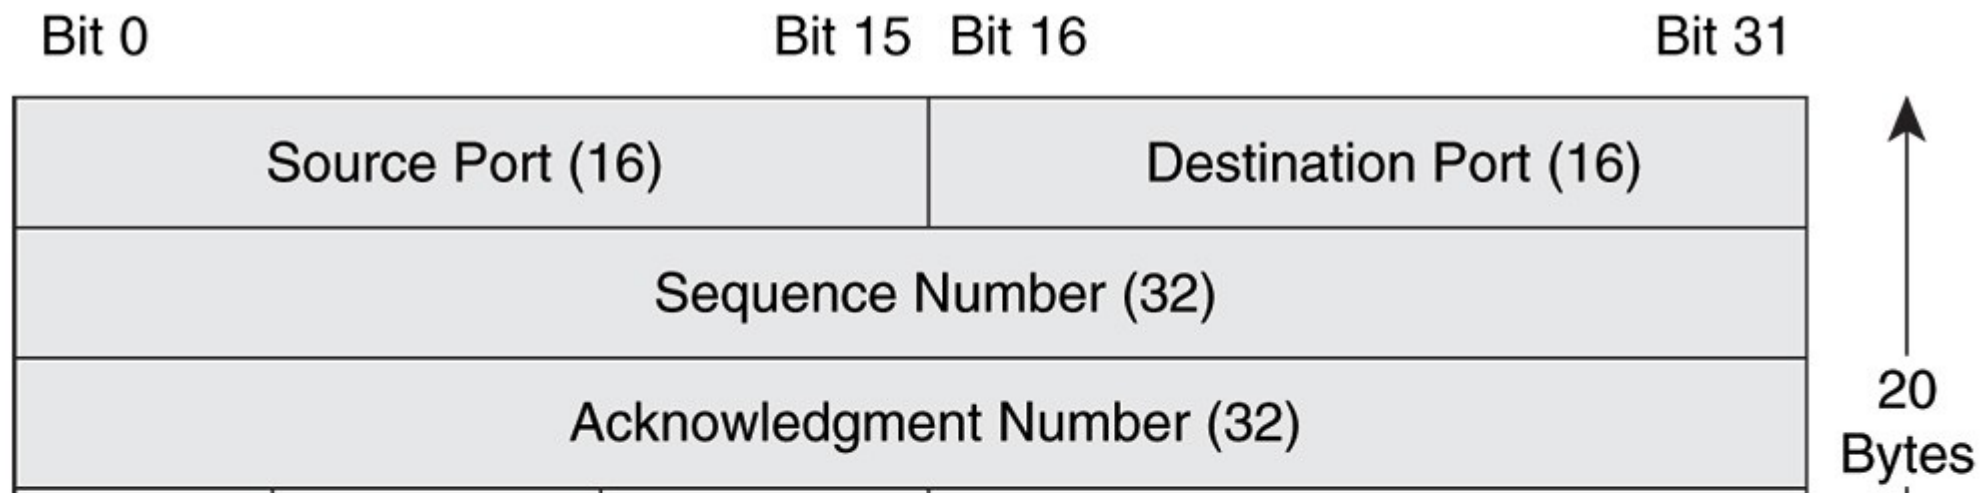 Bit 0 Bit 15 Bit 16 Bit 31
Source Port (16) Destination Port (16)
Sequence Number (32)
Acknowledgment Number (32)
20
Bytes